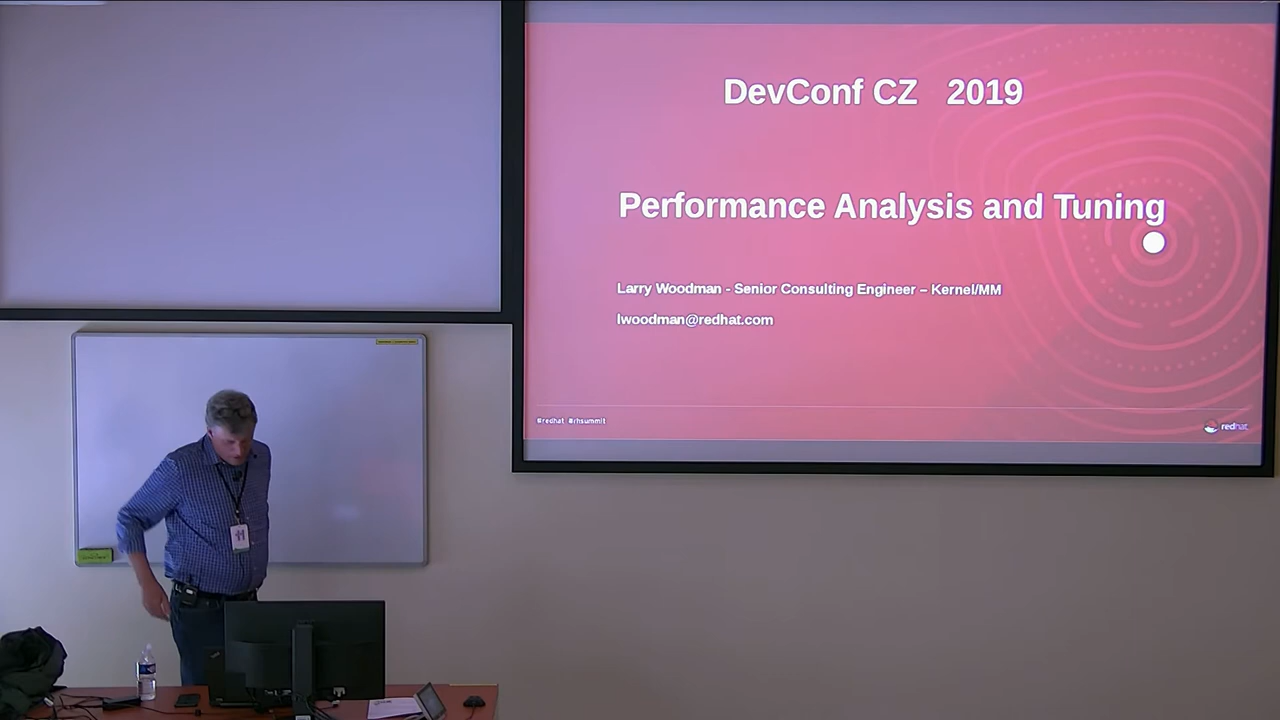 DevConf CZ 2019
Performance Analysis and Tuning
Larry Woodman - Senior Consulting Engineer – Kernel/MM
lwoodman@redhat.com
#redhat #rhsummit
redhat